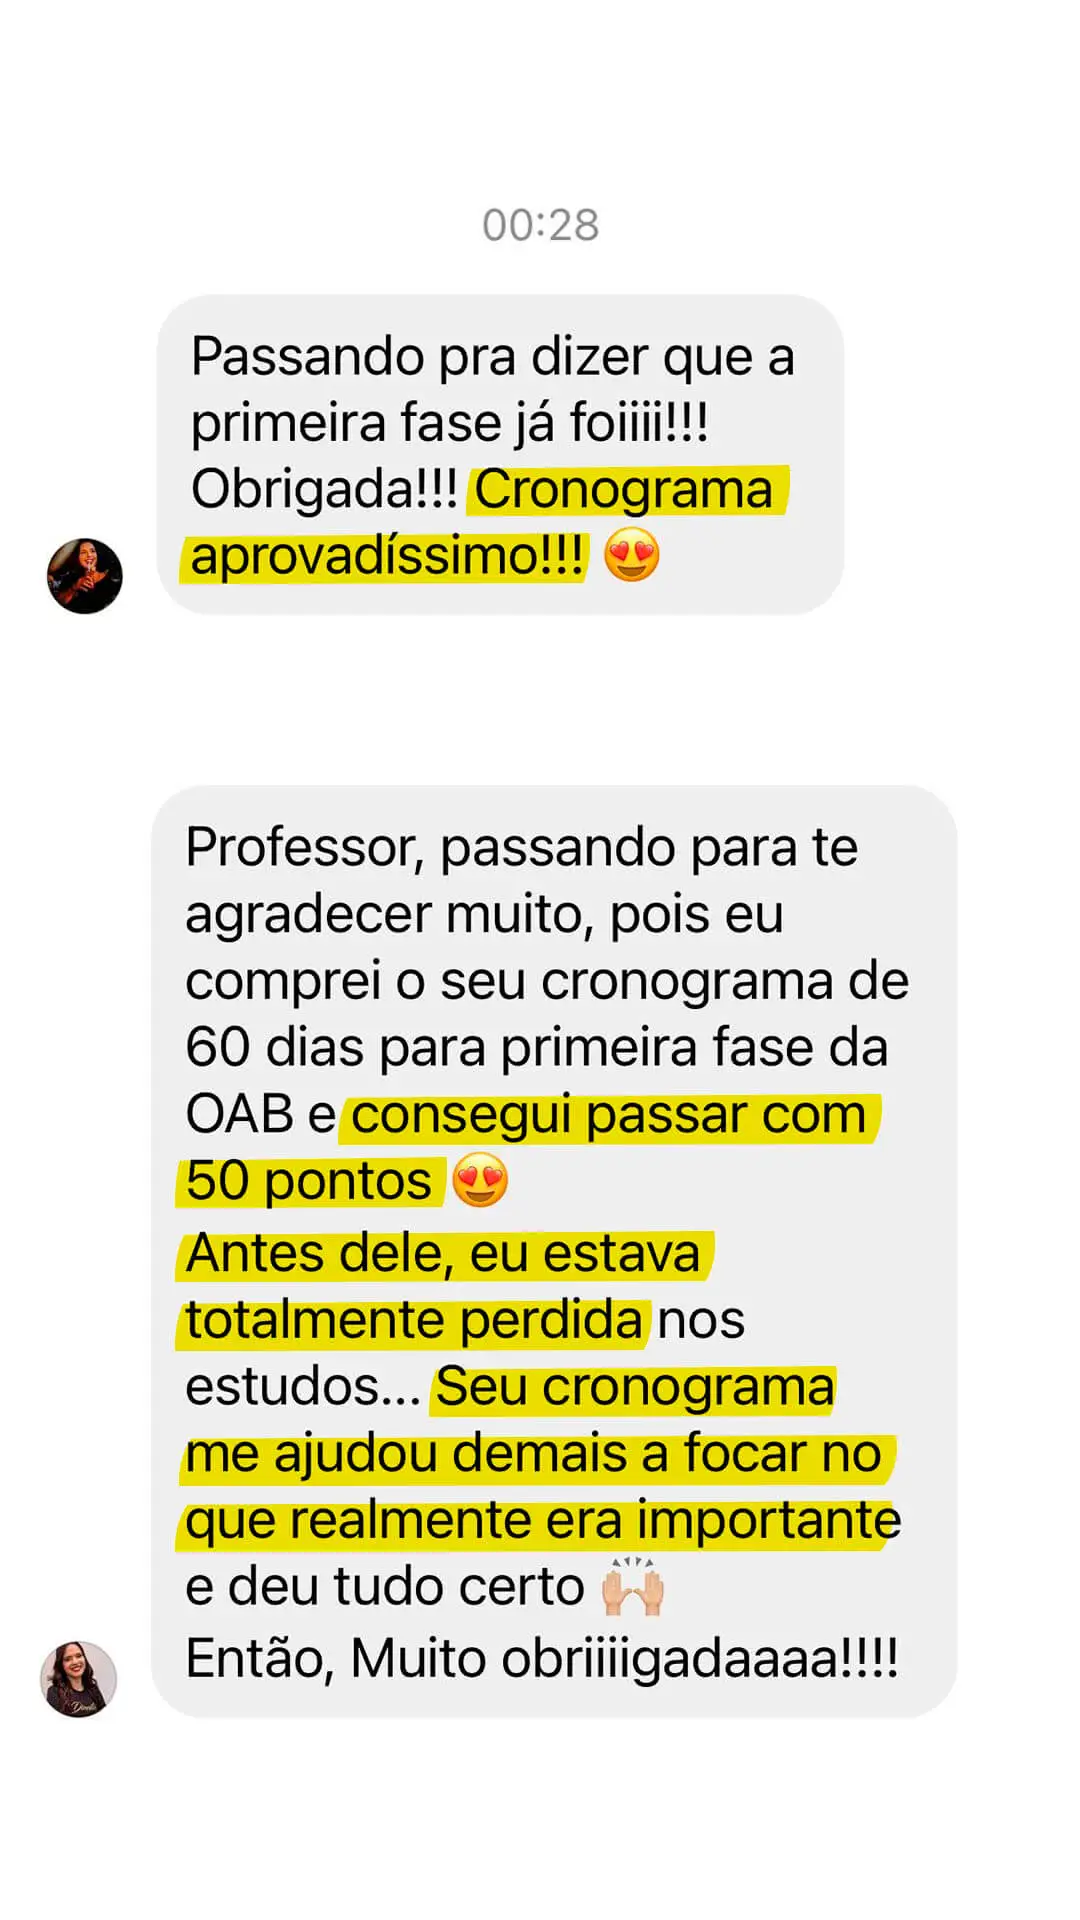 00:28
Passando pra dizer que a
primeira fase já foiiii!!!
Obrigada!!! Cronograma
aprovadíssimo!!! 😍
Professor, passando para te
agradecer muito, pois eu
comprei o seu cronograma de
60 dias para primeira fase da
OAB e consegui passar com
50 pontos 😍
Antes dele, eu estava
totalmente perdida nos
estudos... Seu cronograma
me ajudou demais a focar no
que realmente era importante
e deu tudo certo 🙌🏼
Então, Muito obriiiigadaaaa!!!!
Direito